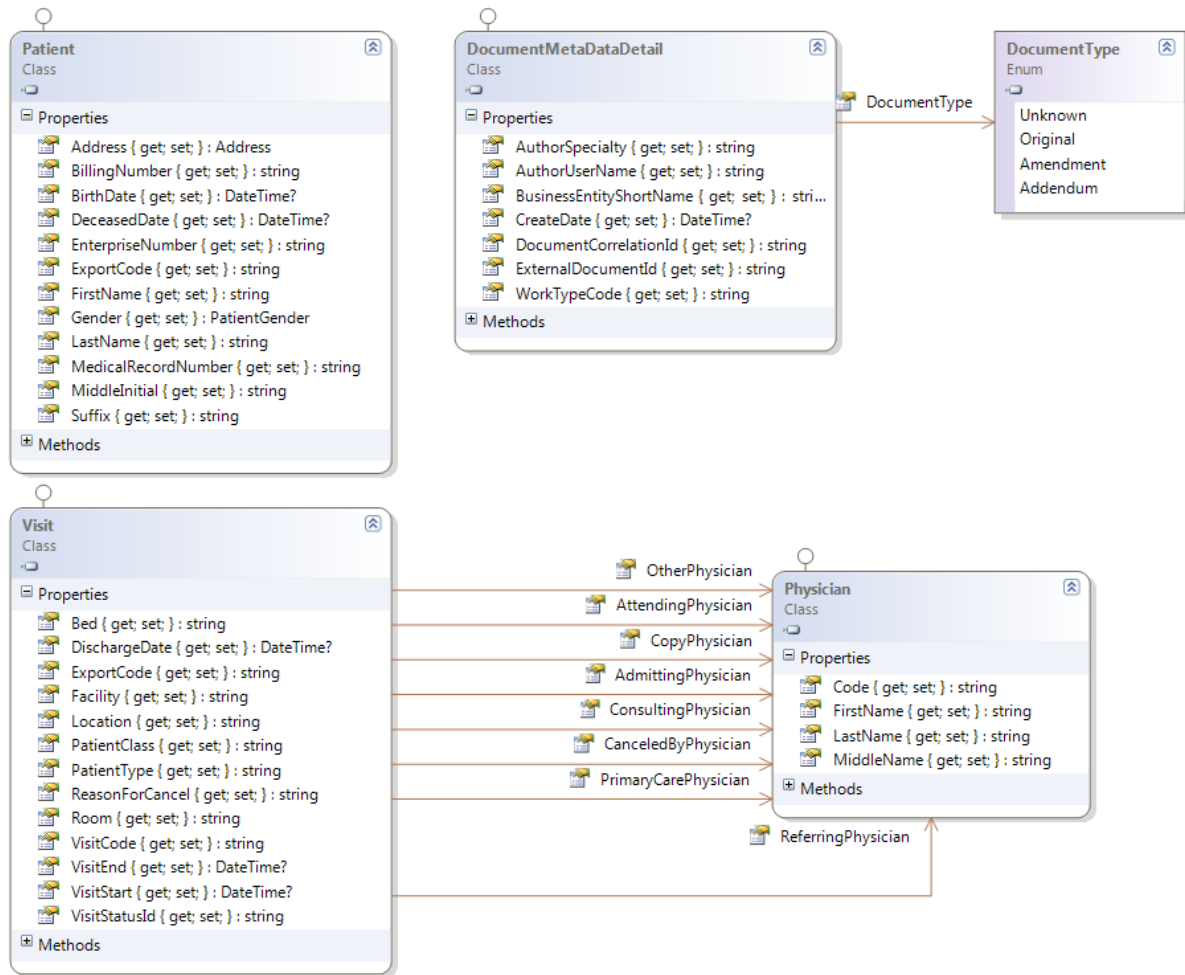 Patient
Class
Properties
Address { get; set; } : Address
BillingNumber { get; set; } : string
BirthDate { get; set; } : DateTime?
DeceasedDate { get; set; } : DateTime?
EnterpriseNumber { get; set; } : string
ExportCode { get; set; } : string
FirstName { get; set; } : string
Gender { get; set; } : PatientGender
LastName { get; set; } : string
MedicalRecordNumber { get; set; } : string
MiddleInitial { get; set; } : string
Suffix { get; set; } : string
Methods
DocumentMetaDataDetail
Class
Properties
AuthorSpecialty { get; set; } : string
AuthorUserName { get; set; } : string
BusinessEntityShortName { get; set; } : stri...
CreateDate { get; set; } : DateTime?
DocumentCorrelationId { get; set; } : string
ExternalDocumentId { get; set; } : string
WorkTypeCode { get; set; } : string
Methods
DocumentType
DocumentType
Enum
Unknown
Original
Amendment
Addendum
Visit
Class
Properties
Bed { get; set; } : string
DischargeDate { get; set; } : DateTime?
ExportCode { get; set; } : string
Facility { get; set; } : string
Location { get; set; } : string
PatientClass { get; set; } : string
PatientType { get; set; } : string
ReasonForCancel { get; set; } : string
Room { get; set; } : string
VisitCode { get; set; } : string
VisitEnd { get; set; } : DateTime?
VisitStart { get; set; } : DateTime?
VisitStatusId { get; set; } : string
Methods
OtherPhysician
AttendingPhysician
CopyPhysician
AdmittingPhysician
ConsultingPhysician
CanceledByPhysician
PrimaryCarePhysician
ReferringPhysician
Physician
Class
Properties
Code { get; set; } : string
FirstName { get; set; } : string
LastName { get; set; } : string
MiddleName { get; set; } : string
Methods